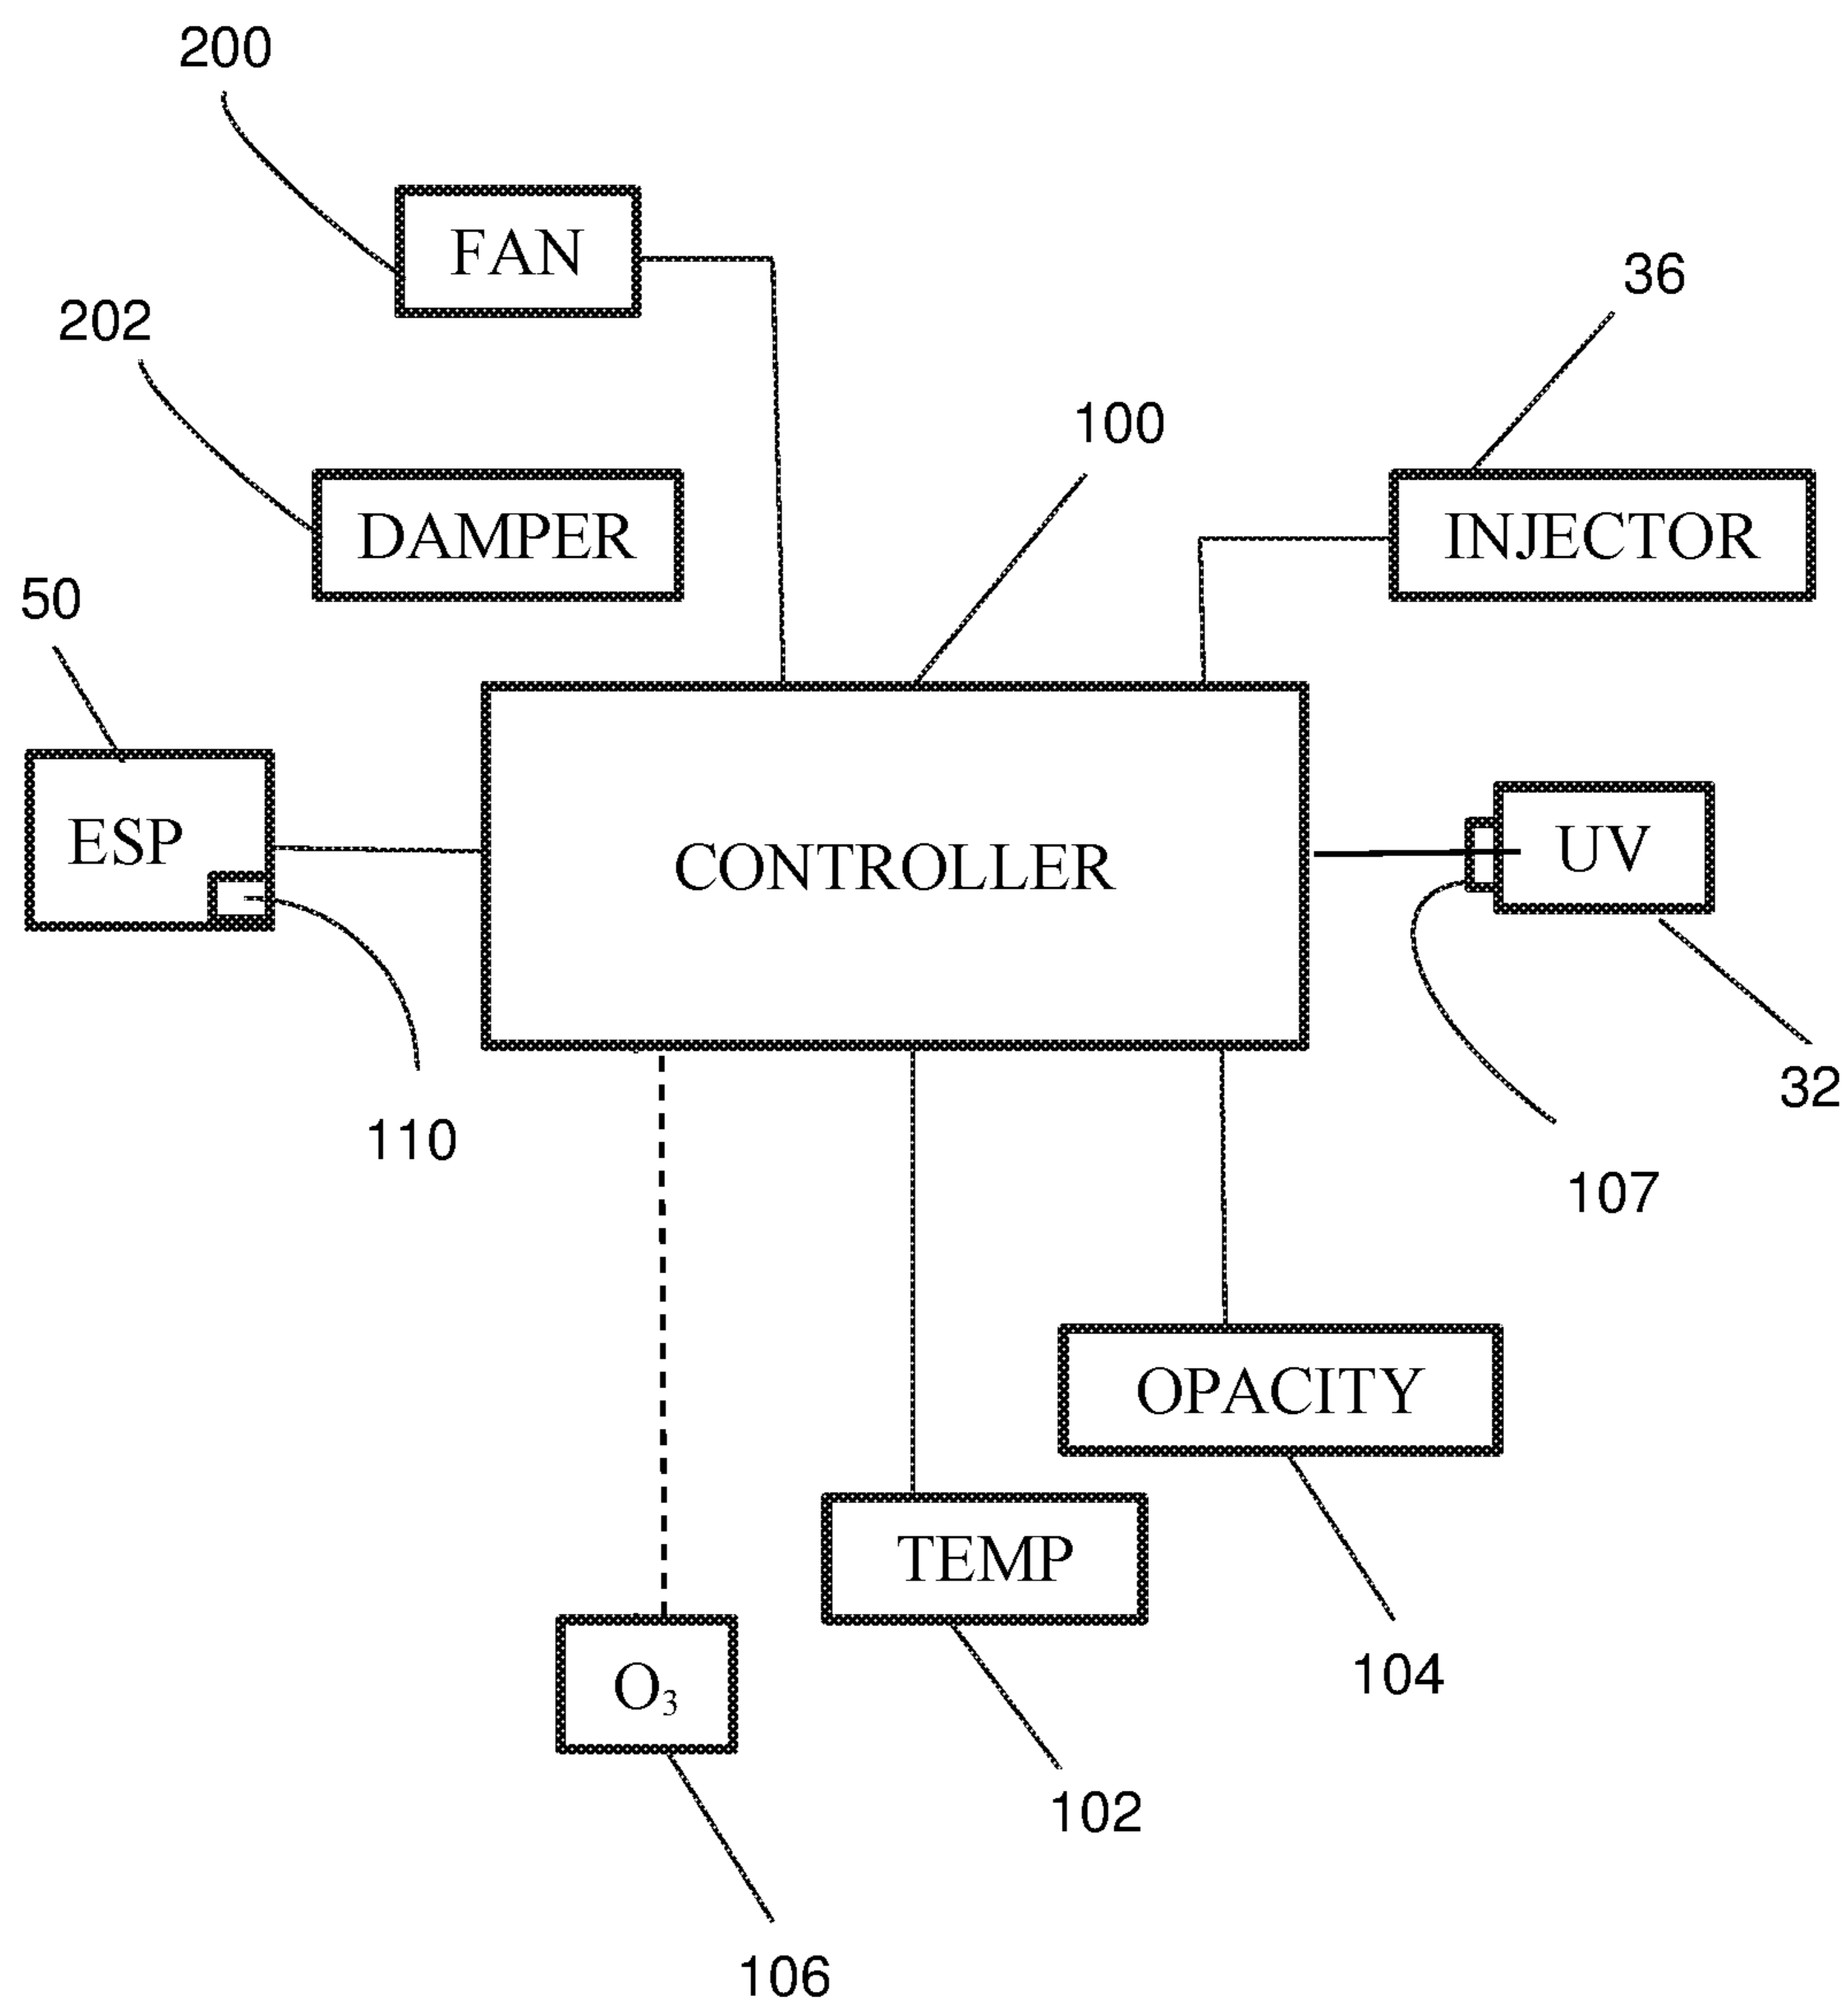 200
FAN
36
202
100
DAMPER
INJECTOR
50
ESP
CONTROLLER
UV
32
110
107
OPACITY
TEMP
104
O₃
102
106